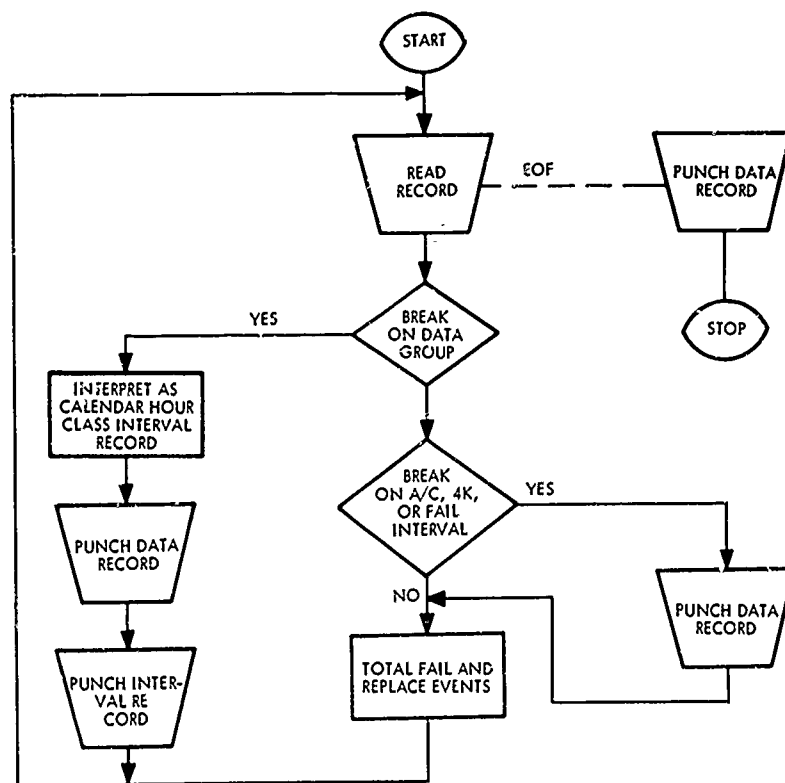 START
READ
RECORD
EOF
PUNCH DATA
RECORD
STOP
BREAK
ON DATA
GROUP
YES
INTERPRET AS
CALENDAR HOUR
CLASS INTERVAL
RECORD
BREAK
ON A/C, 4K,
OR FAIL
INTERVAL
YES
PUNCH DATA
RECORD
NO
PUNCH DATA
RECORD
TOTAL FAIL AND
REPLACE EVENTS
PUNCH INTER-
VAL RE
CORD